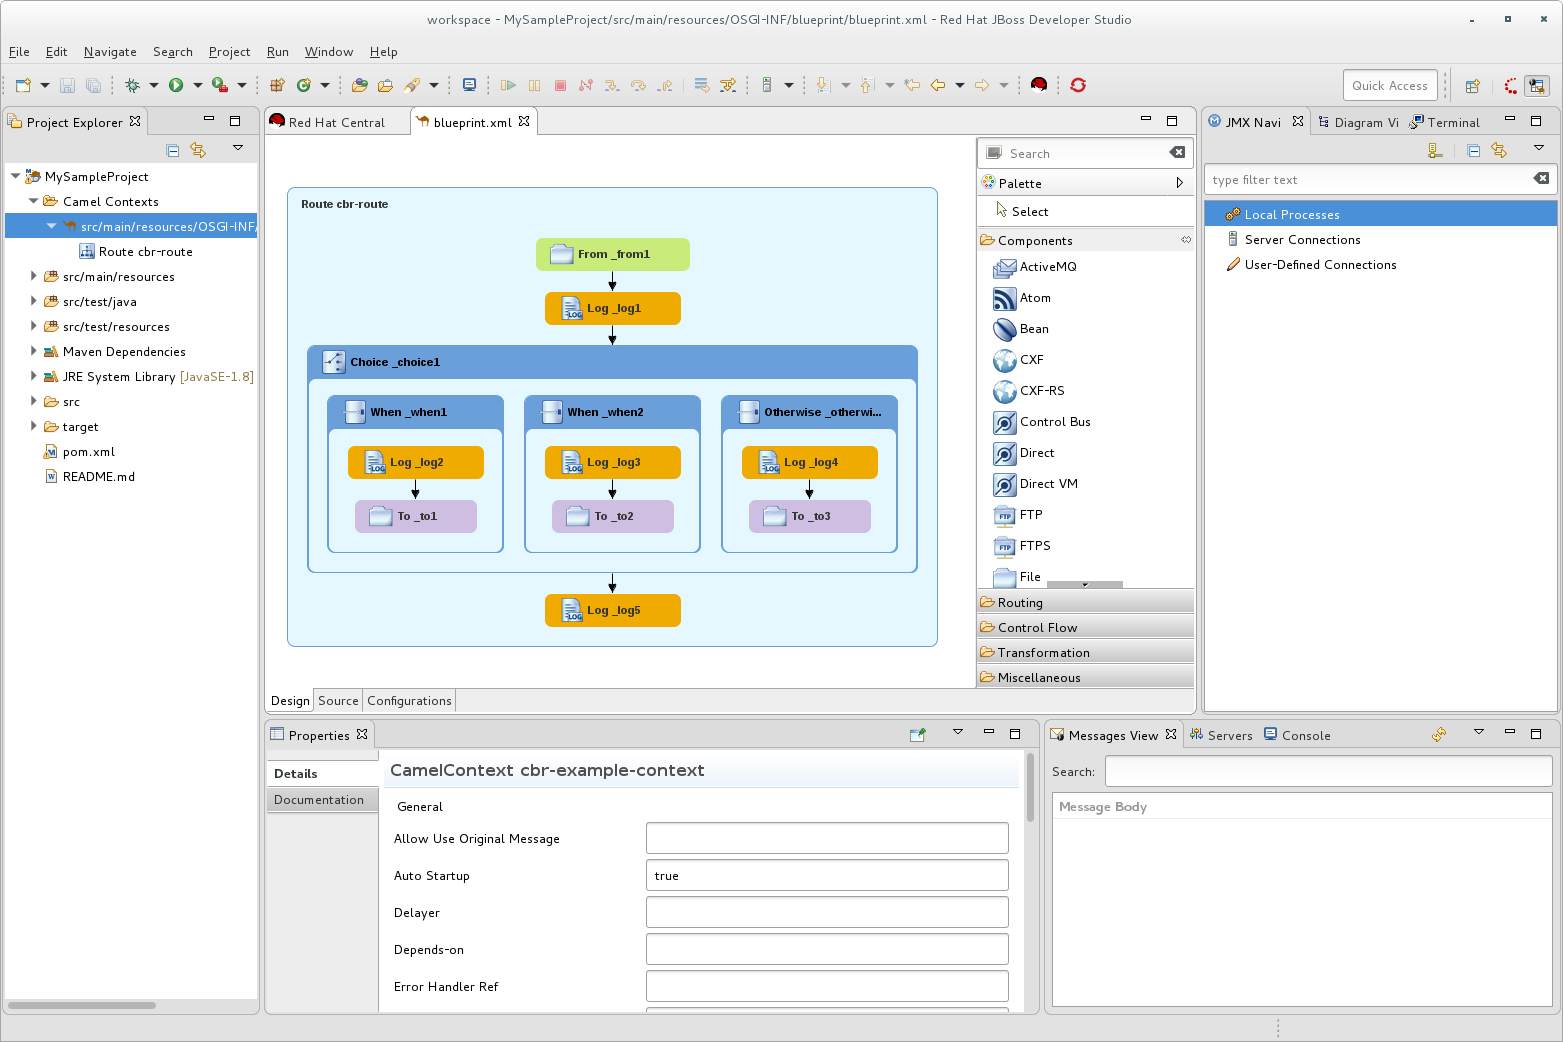 workspace - MySampleProject/src/main/resources/OSGI-INF/blueprint/blueprint.xml - Red Hat JBoss Developer Studio
File Edit Navigate Search Project Run Window Help
Quick Access
Project Explorer
MySampleProject
Camel Contexts
src/main/resources/OSGI-INF/
Route cbr-route
src/main/resources
src/test/java
src/test/resources
Maven Dependencies
JRE System Library [JavaSE-1.8]
src
target
pom.xml
README.md
Red Hat Central
blueprint.xml
Route cbr-route
From _from1
Log _log1
Choice _choice1
When _when1
When _when2
Otherwise _otherwi...
Log _log2
Log _log3
Log _log4
To _to1
To _to2
To _to3
Log _log5
Design Source Configurations
Search
Palette
Select
Components
ActiveMQ
Atom
Bean
CXF
CXF-RS
Control Bus
Direct
Direct VM
FTP
FTPS
File
Routing
Control Flow
Transformation
Miscellaneous
JMX Navi
Diagram Vi
Terminal
type filter text
Local Processes
Server Connections
User-Defined Connections
Properties
Details
Documentation
CamelContext cbr-example-context
General
Allow Use Original Message
Auto Startup
true
Delayer
Depends-on
Error Handler Ref
Messages View
Servers
Console
Search:
Message Body